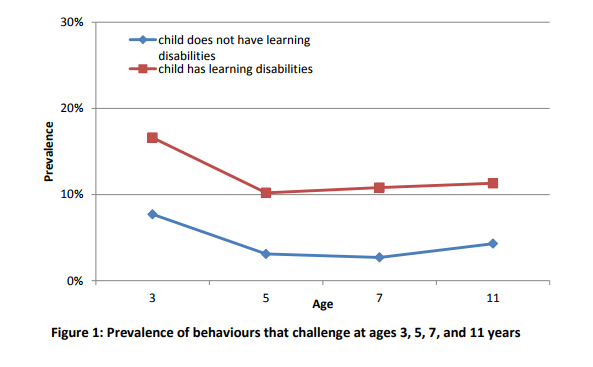 30%
child does not have learning
disabilities
child has learning disabilities
20%
Prevalence
10%
0%
3 5 7 11
Age
Figure 1: Prevalence of behaviours that challenge at ages 3, 5, 7, and 11 years